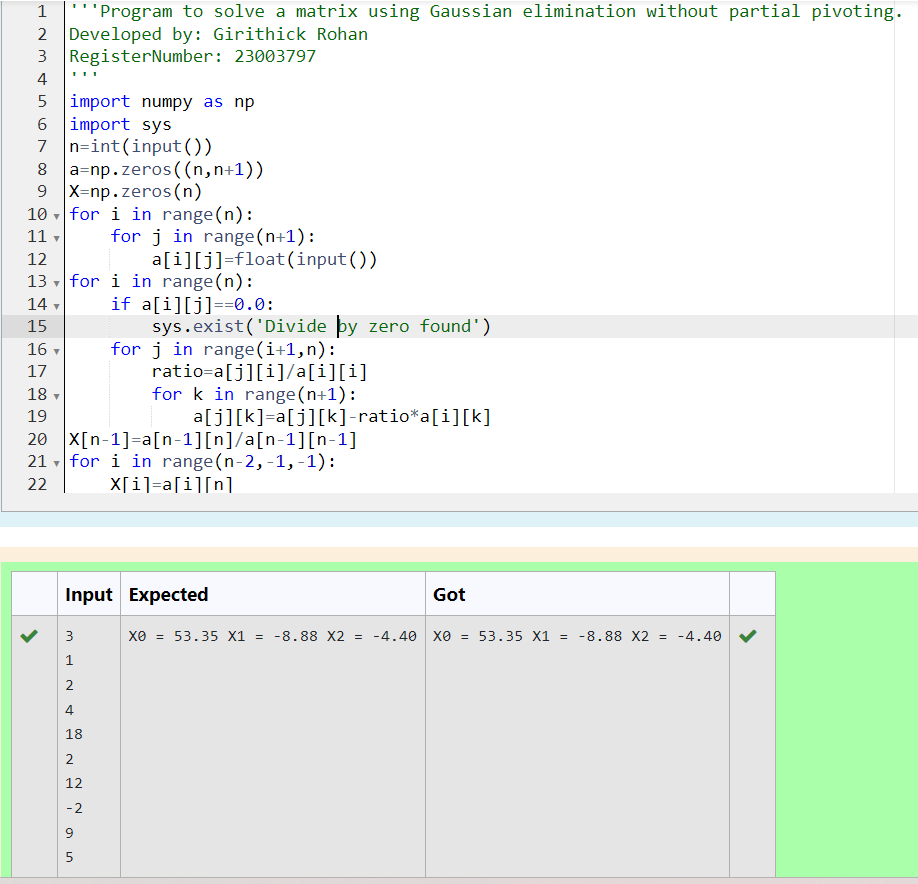 1 '''Program to solve a matrix using Gaussian elimination without partial pivoting.
2 Developed by: Girithick Rohan
3 RegisterNumber: 23003797
4 '''
5 import numpy as np
6 import sys
7 n=int(input())
8 a=np.zeros((n,n+1))
9 X=np.zeros(n)
10 for i in range(n):
11     for j in range(n+1):
12         a[i][j]=float(input())
13 for i in range(n):
14     if a[i][j]==0.0:
15         sys.exist('Divide by zero found')
16     for j in range(i+1,n):
17         ratio=a[j][i]/a[i][i]
18         for k in range(n+1):
19             a[j][k]=a[j][k]-ratio*a[i][k]
20 X[n-1]=a[n-1][n]/a[n-1][n-1]
21 for i in range(n-2,-1,-1):
22     X[i]=a[i][n]
Input Expected Got
3 X0 = 53.35 X1 = -8.88 X2 = -4.40 X0 = 53.35 X1 = -8.88 X2 = -4.40
1
2
4
18
2
12
-2
9
5